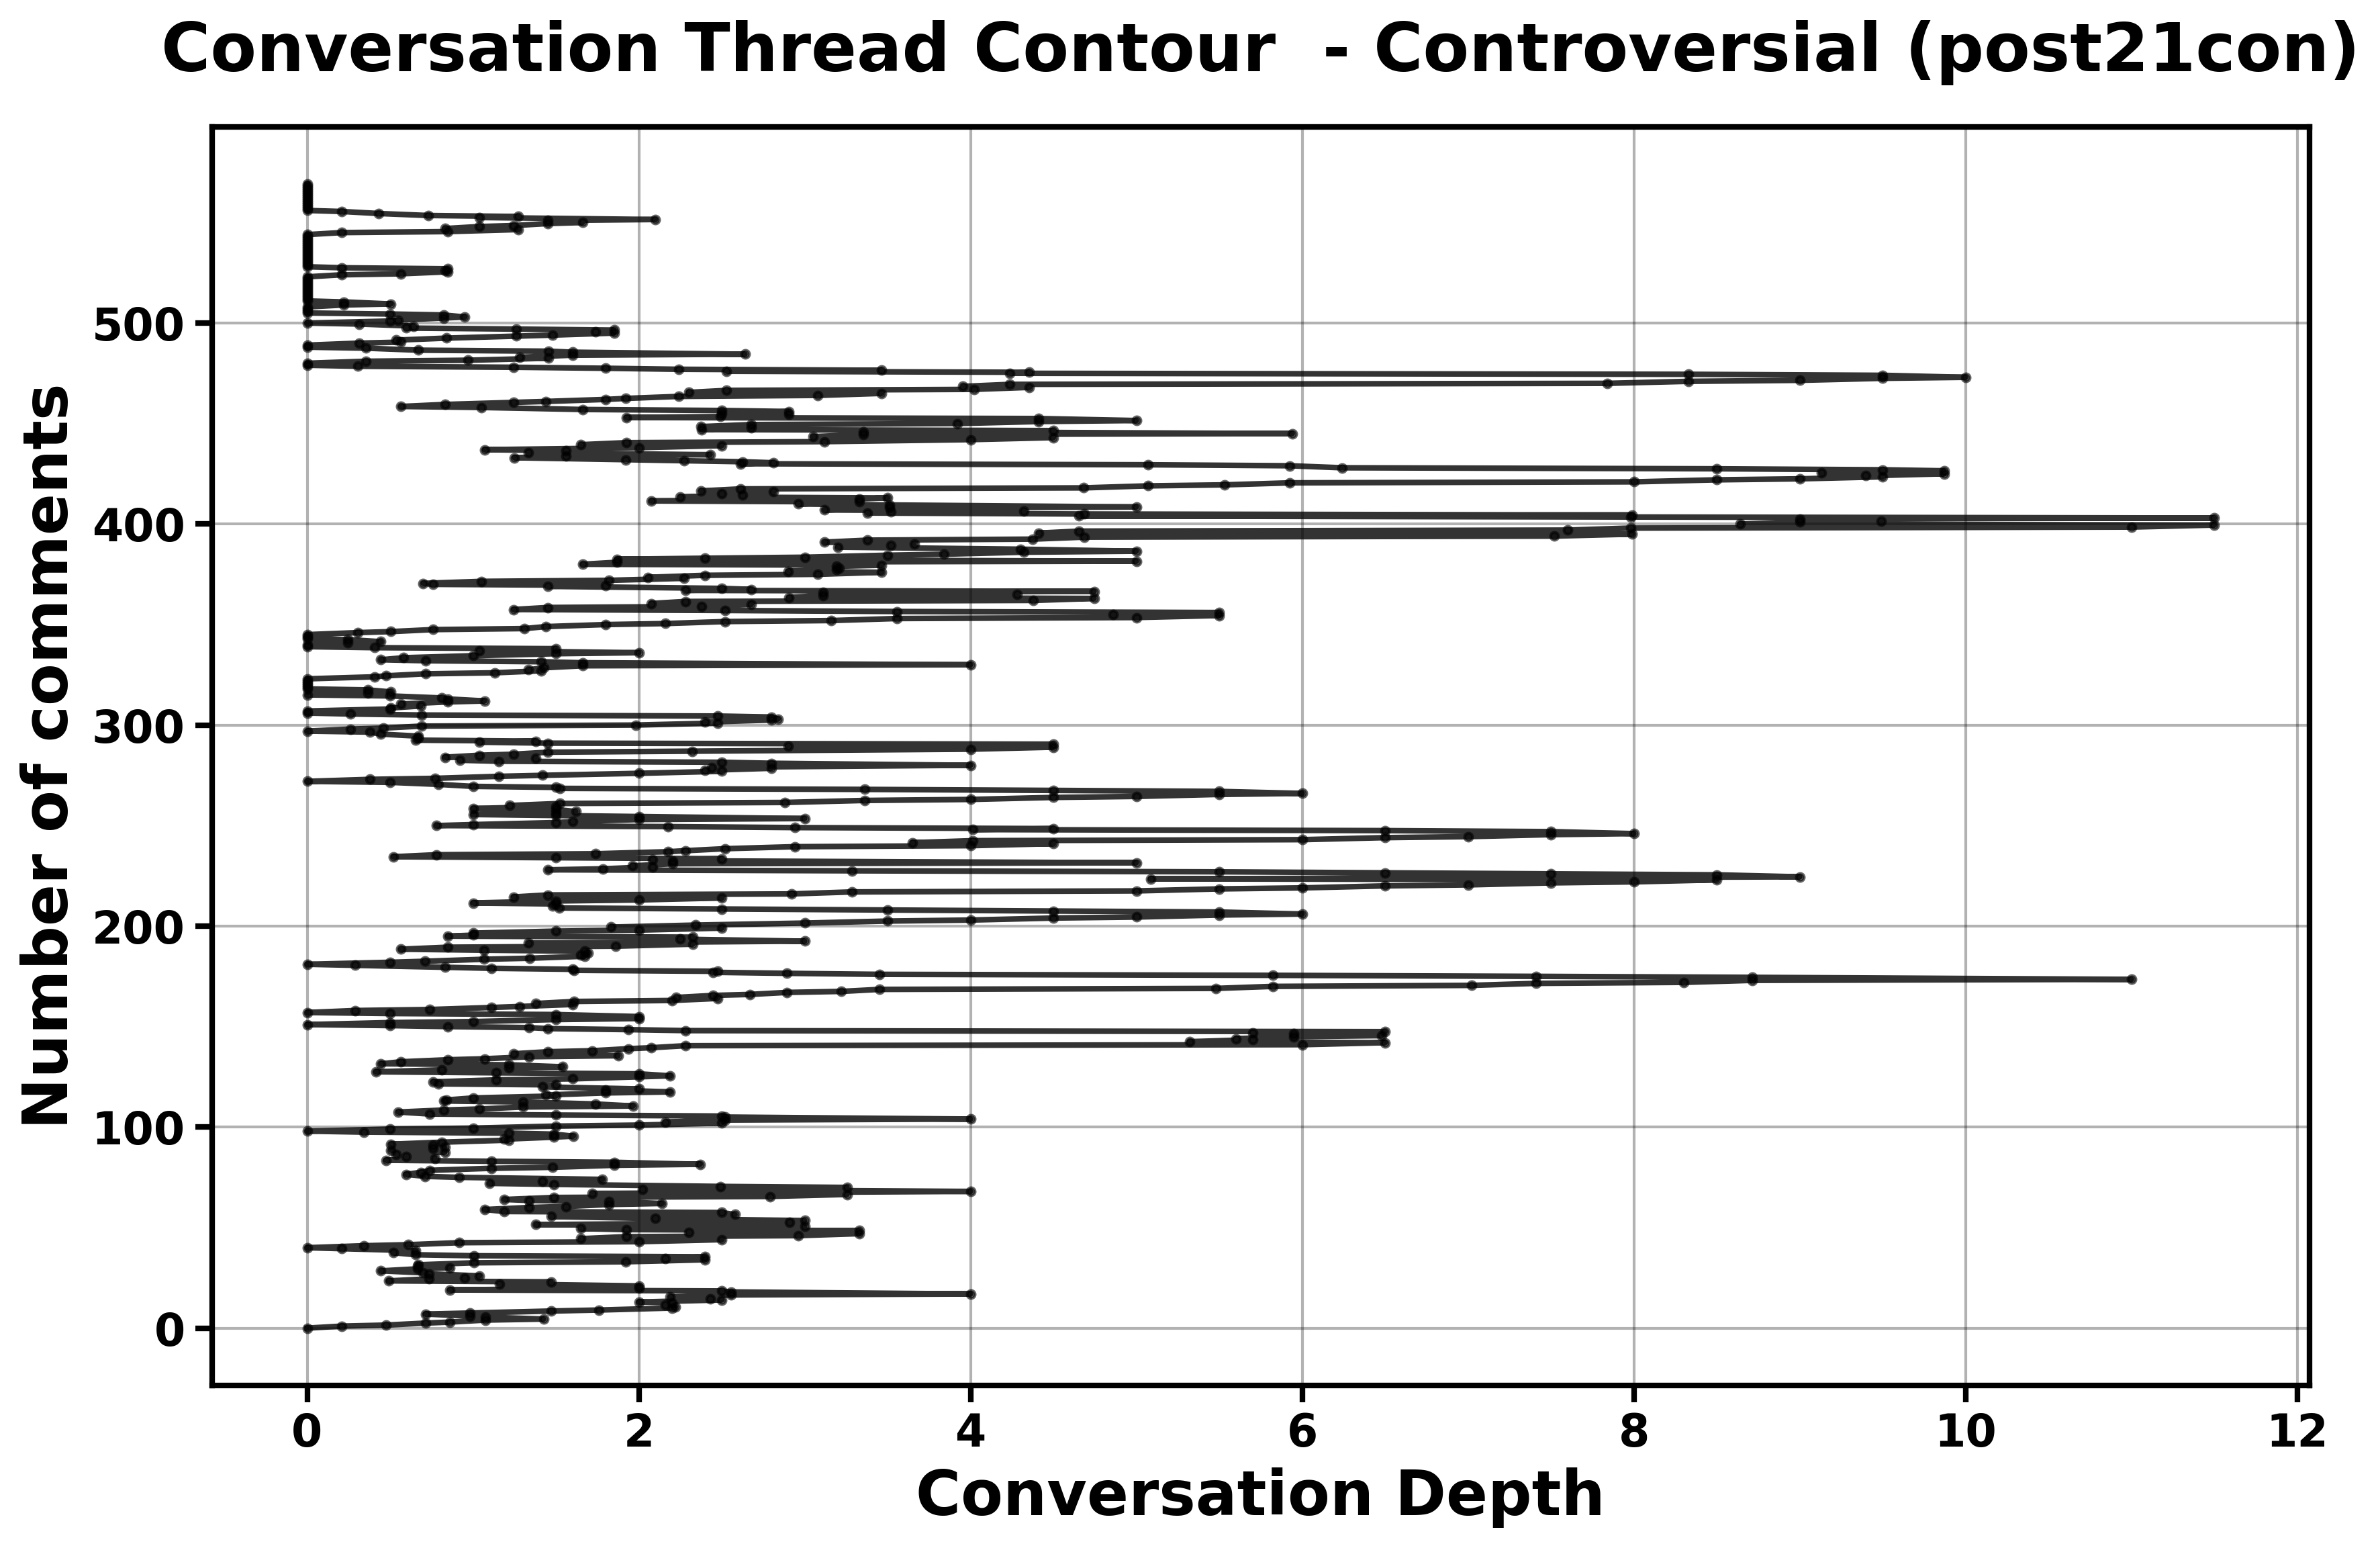 Conversation Thread Contour  - Controversial (post21con)
Number of comments
500
400
300
200
100
0
0 2 4 6 8 10 12
Conversation Depth